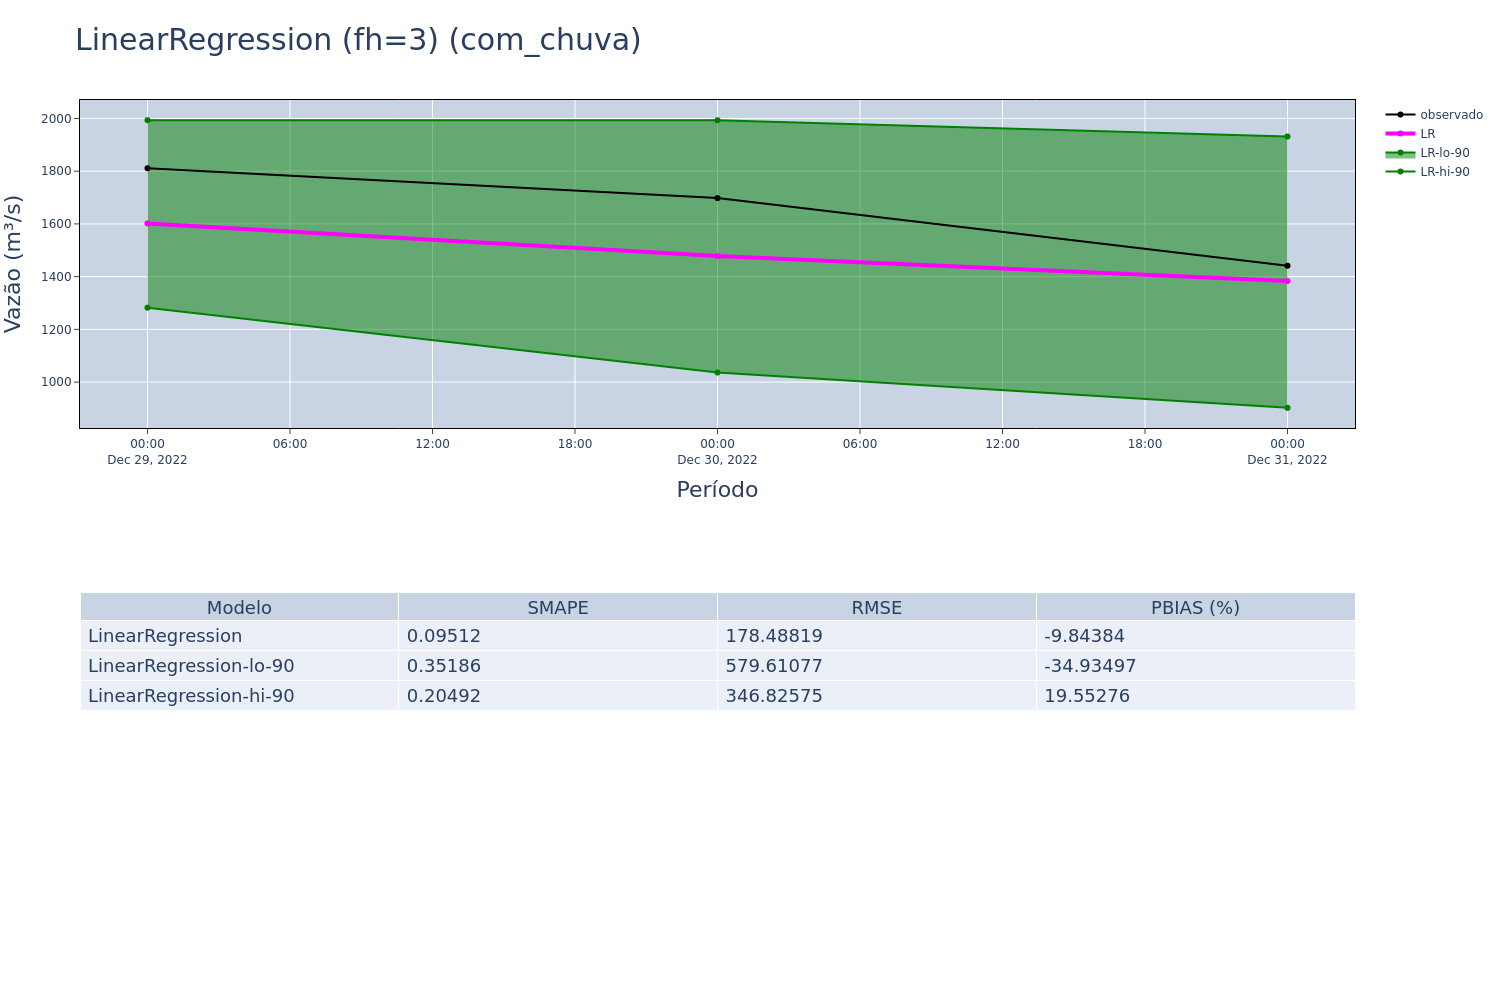 LinearRegression (fh=3) (com_chuva)
observado
LR
LR-lo-90
LR-hi-90
Vazão (m³/s)
2000
1800
1600
1400
1200
1000
00:00 06:00 12:00 18:00 00:00 06:00 12:00 18:00 00:00
Dec 29, 2022 Dec 30, 2022 Dec 31, 2022
Período
Modelo SMAPE RMSE PBIAS (%)
LinearRegression 0.09512 178.48819 -9.84384
LinearRegression-lo-90 0.35186 579.61077 -34.93497
LinearRegression-hi-90 0.20492 346.82575 19.55276